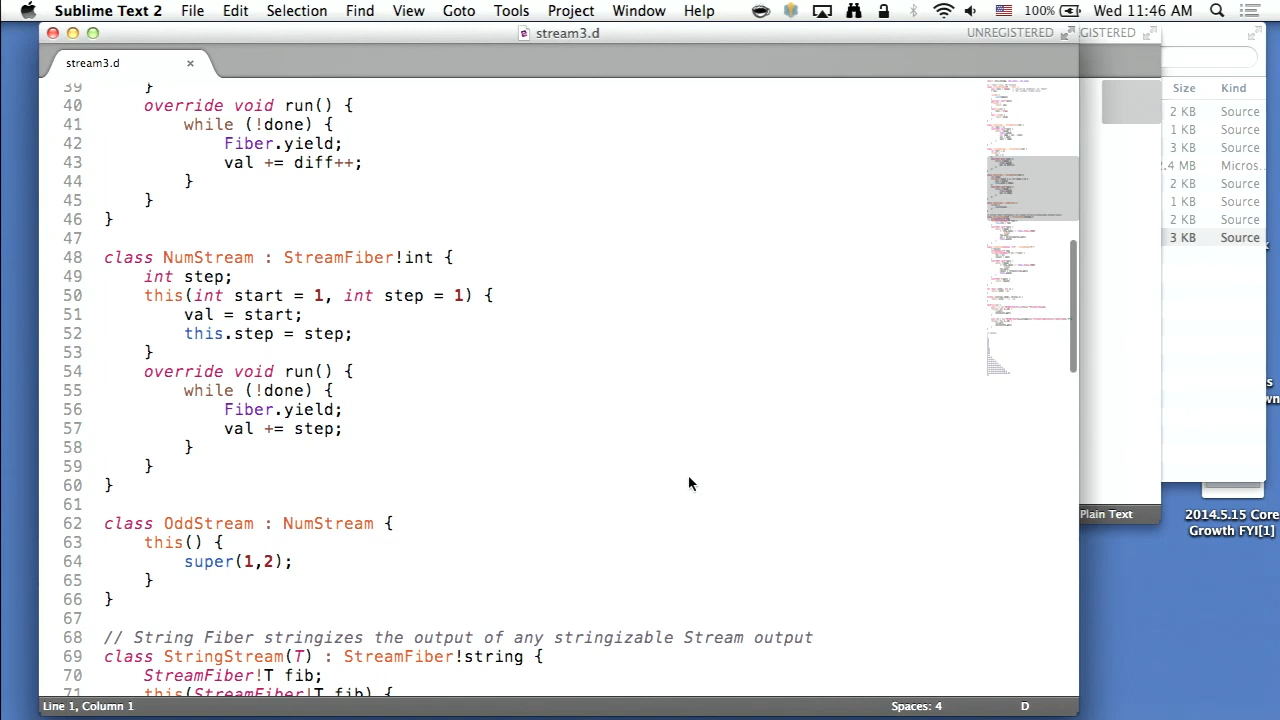 Sublime Text 2 File Edit Selection Find View Goto Tools Project Window Help 100% Wed 11:46 AM
stream3.d UNREGISTERED GISTERED
stream3.d ×
Size Kind
39 }
40 override void run() {
41 while (!done) {
42 Fiber.yield;
43 val += diff++;
44 }
45 }
46 }
47
48 class NumStream : StreamFiber!int {
49 int step;
50 this(int start = 1, int step = 1) {
51 val = start;
52 this.step = step;
53 }
54 override void run() {
55 while (!done) {
56 Fiber.yield;
57 val += step;
58 }
59 }
60 }
61
62 class OddStream : NumStream {
63 this() {
64 super(1,2);
65 }
66 }
67
68 // String Fiber stringizes the output of any stringizable Stream output
69 class StringStream(T) : StreamFiber!string {
70 StreamFiber!T fib;
71 this(StreamFiber!T fib) {
2 KB Source
1 KB Source
3 KB Source
.4 MB Micros...
2 KB Source
1 KB Source
2 KB Source
3 KB Source
Plain Text
2014.5.15 Core
Growth FYI[1]
Line 1, Column 1 Spaces: 4 D